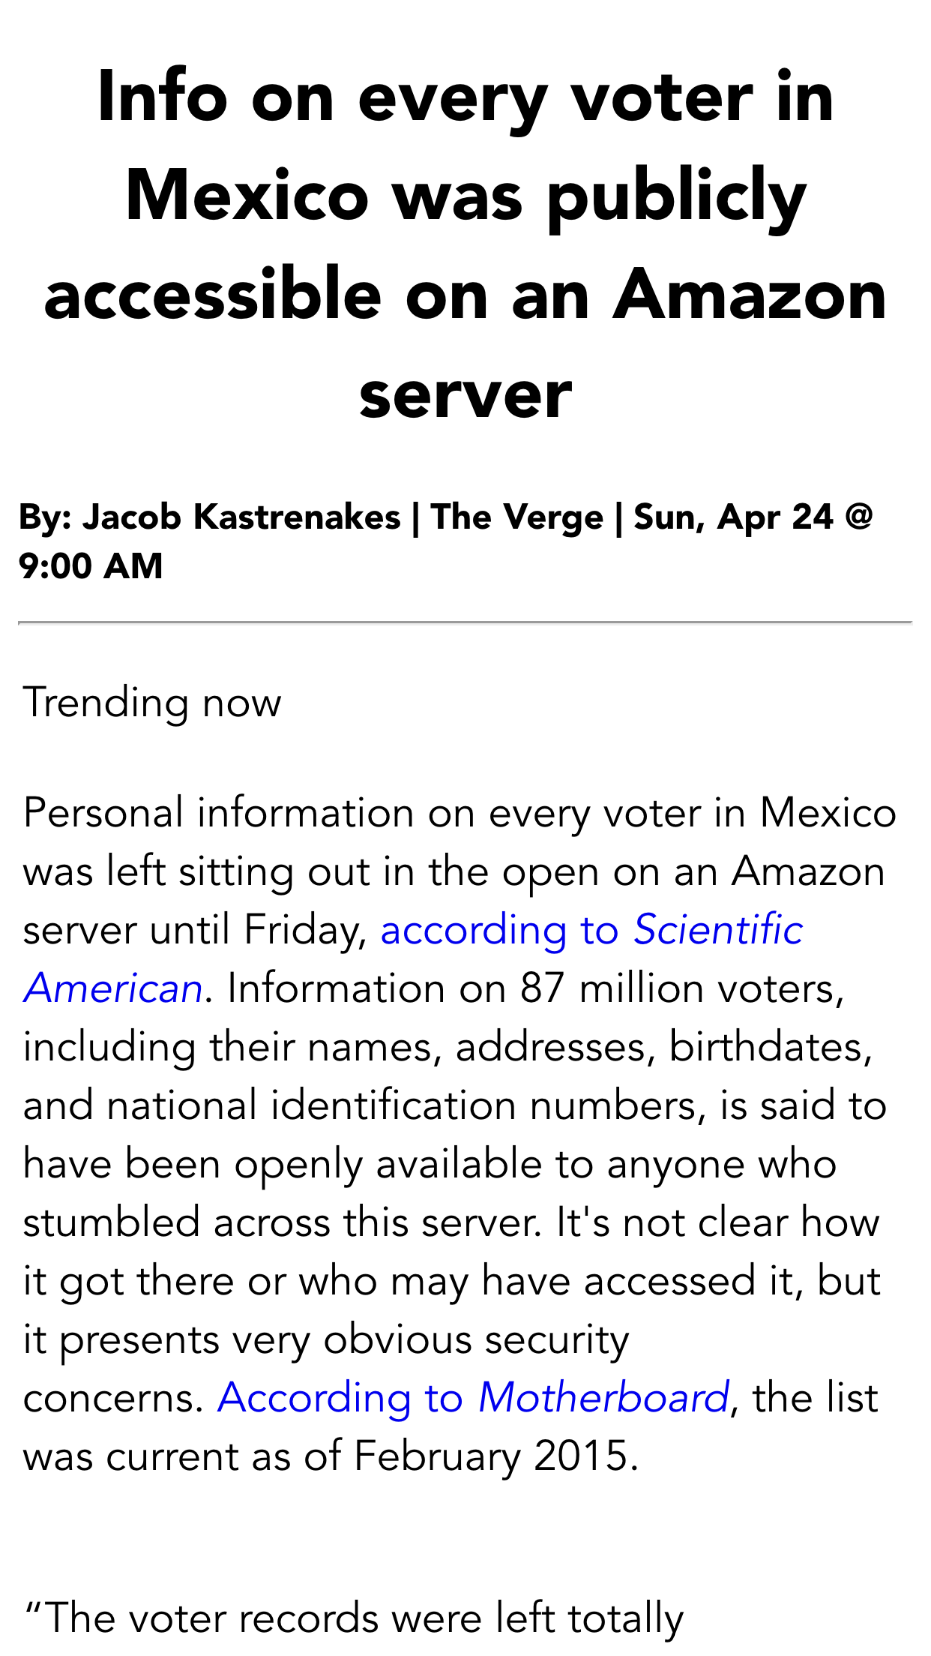 Info on every voter in
Mexico was publicly
accessible on an Amazon
server
By: Jacob Kastrenakes | The Verge | Sun, Apr 24 @
9:00 AM
Trending now
Personal information on every voter in Mexico
was left sitting out in the open on an Amazon
server until Friday, according to Scientific
American. Information on 87 million voters,
including their names, addresses, birthdates,
and national identification numbers, is said to
have been openly available to anyone who
stumbled across this server. It's not clear how
it got there or who may have accessed it, but
it presents very obvious security
concerns. According to Motherboard, the list
was current as of February 2015.
“The voter records were left totally